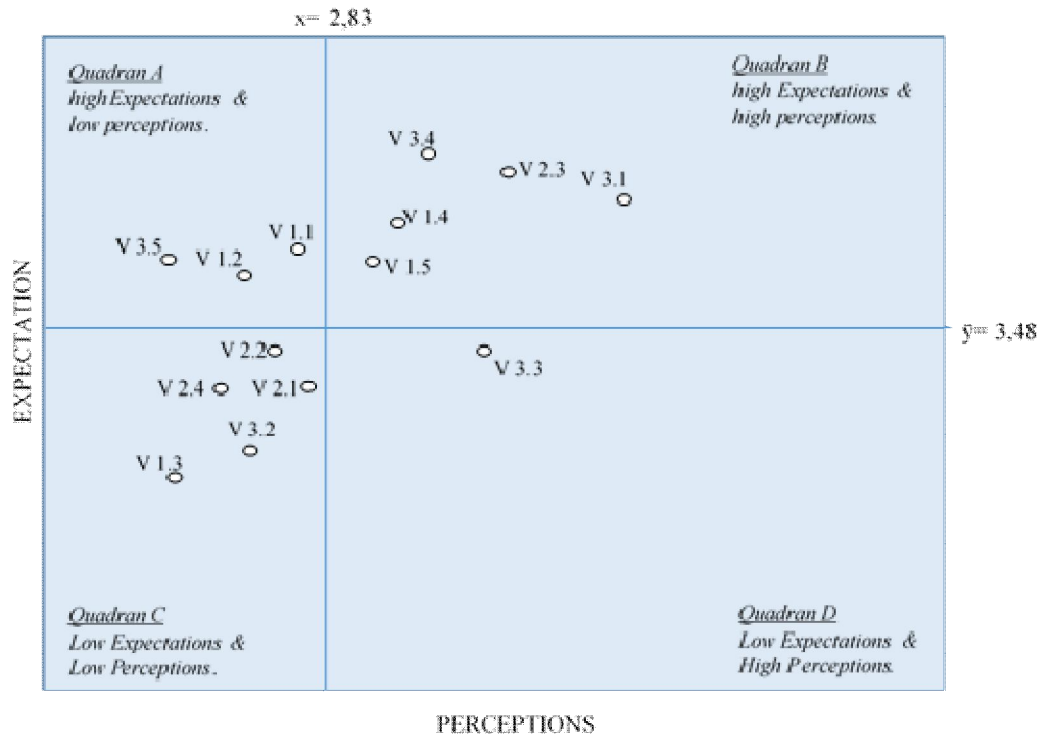 x= 2,83
Quadran A
high Expectations &
low perceptions.
Quadran B
high Expectations &
high perceptions.
V 3.4
V 2.3
V 3.1
V 1.4
V 1.1
V 3.5
V 1.2
V 1.5
EXPECTATION
ȳ= 3,48
V 2.2
V 3.3
V 2.4
V 2.1
V 3.2
V 1.3
Quadran C
Low Expectations &
Low Perceptions.
Quadran D
Low Expectations &
High Perceptions.
PERCEPTIONS